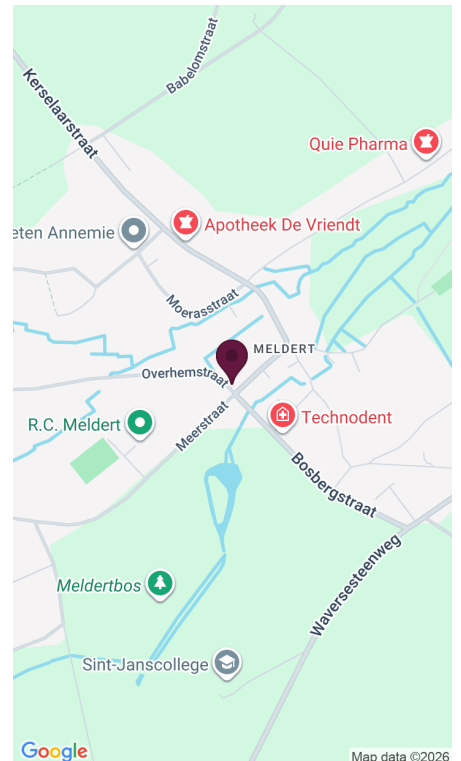 Babelomstraat
Kerselaarstraat
Quie Pharma
Apotheek De Vriendt
eten Annemie
Moerasstraat
MELDERT
Overhemstraat
R.C. Meldert
Meerstraat
Technodent
Bosbergstraat
Waversesteenweg
Meldertbos
Sint-Janscollege
Google
Map data ©2026